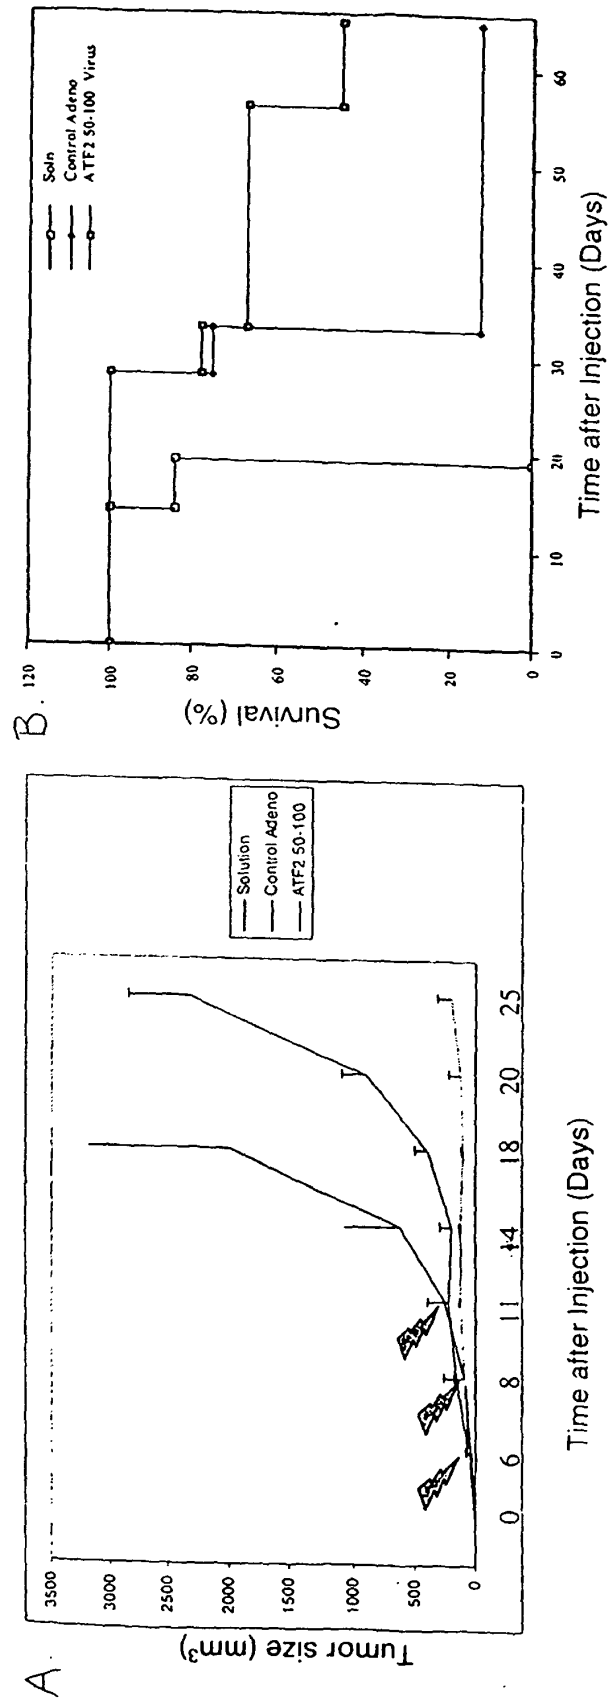 A.
Tumor size (mm³)
3500
3000
2500
2000
1500
1000
500
0
0 6 8 11 14 18 20 25
Time after Injection (Days)
Solution
Control Adeno
ATF2 50-100
B.
Survival (%)
120
100
80
60
40
20
0
0 10 20 30 40 50 60
Time after Injection (Days)
Soln
Control Adeno
ATF2 50-100 Virus